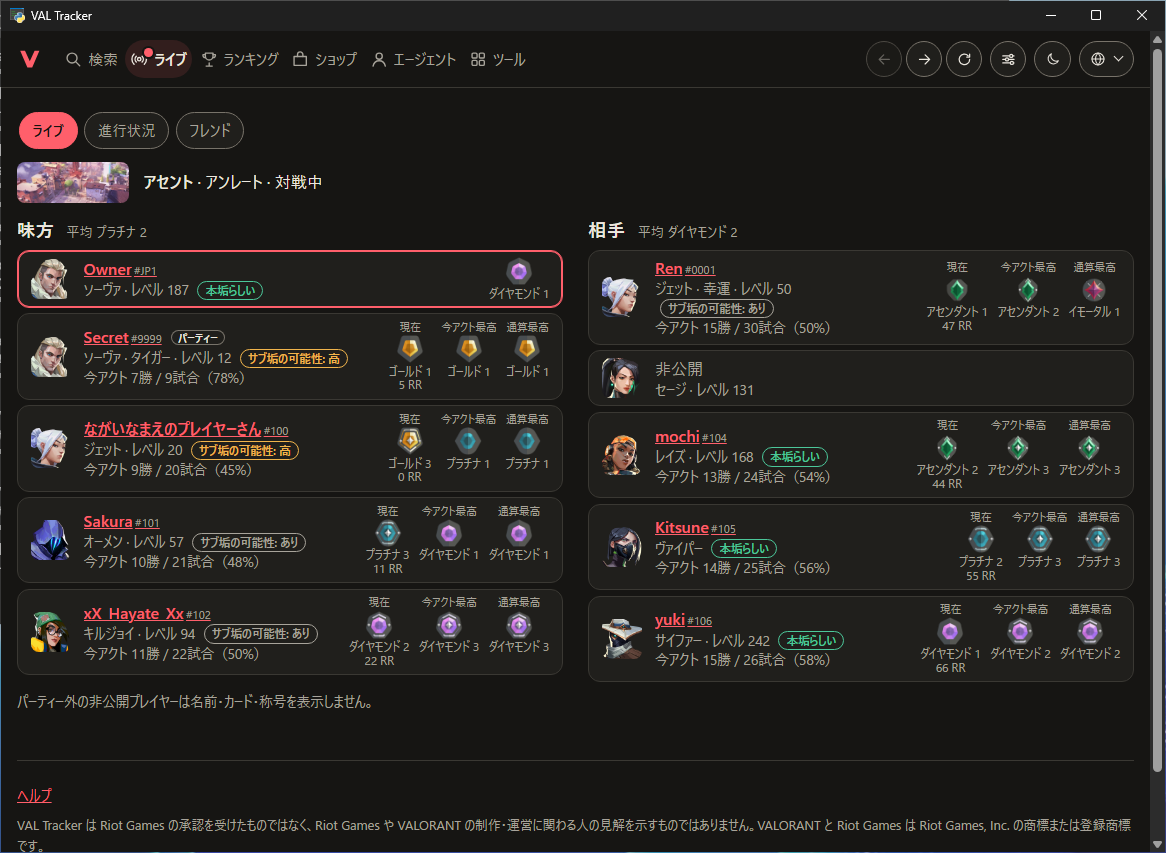 VAL Tracker
検索 ライブ ランキング ショップ エージェント ツール
ライブ 進行状況 フレンド
アセント · アンレート · 対戦中
味方 平均 プラチナ 2
Owner #JP1
ソーヴァ · レベル 187 本垢らしい
ダイヤモンド 1
Secret #9999 パーティー
ソーヴァ · タイガー · レベル 12 サブ垢の可能性: 高
今アクト 7勝 / 9試合（78%）
現在 今アクト最高 通算最高
ゴールド 1 ゴールド 1 ゴールド 1
5 RR
ながいなまえのプレイヤーさん #100
ジェット · レベル 20 サブ垢の可能性: 高
今アクト 9勝 / 20試合（45%）
現在 今アクト最高 通算最高
ゴールド 3 プラチナ 1 プラチナ 1
0 RR
Sakura #101
オーメン · レベル 57 サブ垢の可能性: あり
今アクト 10勝 / 21試合（48%）
現在 今アクト最高 通算最高
プラチナ 3 ダイヤモンド 1 ダイヤモンド 1
11 RR
xX_Hayate_Xx #102
キルジョイ · レベル 94 サブ垢の可能性: あり
今アクト 11勝 / 22試合（50%）
現在 今アクト最高 通算最高
ダイヤモンド 2 ダイヤモンド 3 ダイヤモンド 3
22 RR
相手 平均 ダイヤモンド 2
Ren #0001
ジェット · 幸運 · レベル 50
サブ垢の可能性: あり
今アクト 15勝 / 30試合（50%）
現在 今アクト最高 通算最高
アセンダント 1 アセンダント 2 イモータル 1
47 RR
非公開
セージ · レベル 131
mochi #104
レイズ · レベル 168 本垢らしい
今アクト 13勝 / 24試合（54%）
現在 今アクト最高 通算最高
アセンダント 2 アセンダント 3 アセンダント 3
44 RR
Kitsune #105
ヴァイパー 本垢らしい
今アクト 14勝 / 25試合（56%）
現在 今アクト最高 通算最高
プラチナ 2 プラチナ 3 プラチナ 3
55 RR
yuki #106
サイファー · レベル 242 本垢らしい
今アクト 15勝 / 26試合（58%）
現在 今アクト最高 通算最高
ダイヤモンド 1 ダイヤモンド 2 ダイヤモンド 2
66 RR
パーティー外の非公開プレイヤーは名前・カード・称号を表示しません。
ヘルプ
VAL Tracker は Riot Games の承認を受けたものではなく、Riot Games や VALORANT の制作・運営に関わる人の見解を示すものではありません。VALORANT と Riot Games は Riot Games, Inc. の商標または登録商標
です。